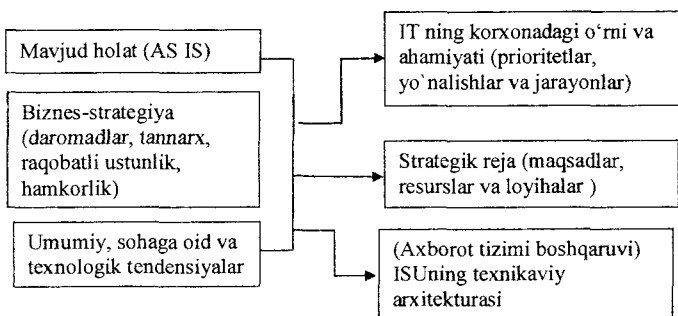 Mavjud holat (AS IS)
Biznes-strategiya
(daromadlar, tannarx,
raqobatli ustunlik,
hamkorlik)
Umumiy, sohaga oid va
texnologik tendensiyalar
IT ning korxonadagi o‘rni va
ahamiyati (prioritetlar,
yo`nalishlar va jarayonlar)
Strategik reja (maqsadlar,
resurslar va loyihalar )
(Axborot tizimi boshqaruvi)
ISUning texnikaviy
arxitekturasi